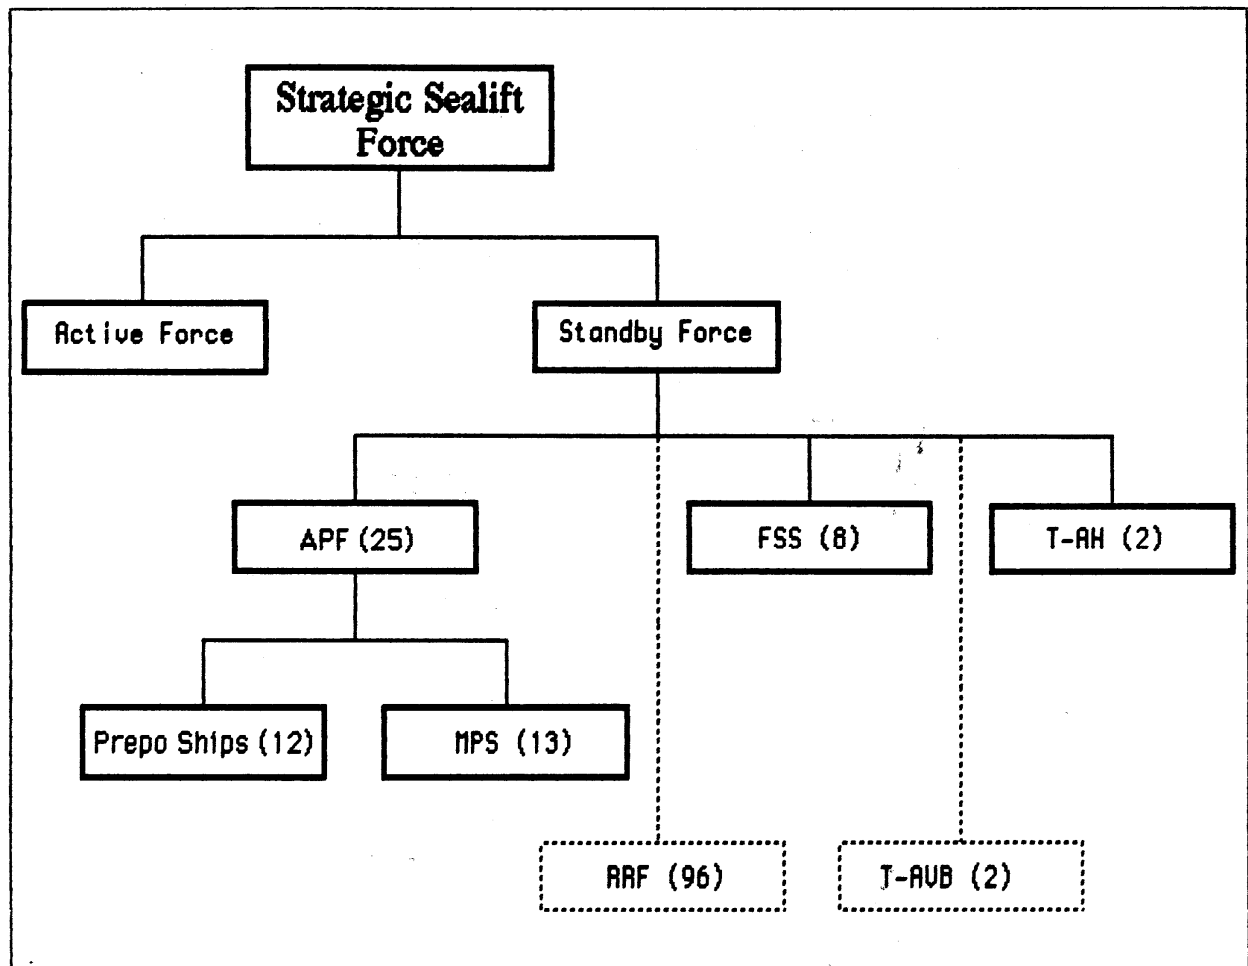 Strategic Sealift
Force
Active Force
Standby Force
APF (25)
FSS (8)
T-AH (2)
Prepo Ships (12)
MPS (13)
RRF (96)
T-AVB (2)